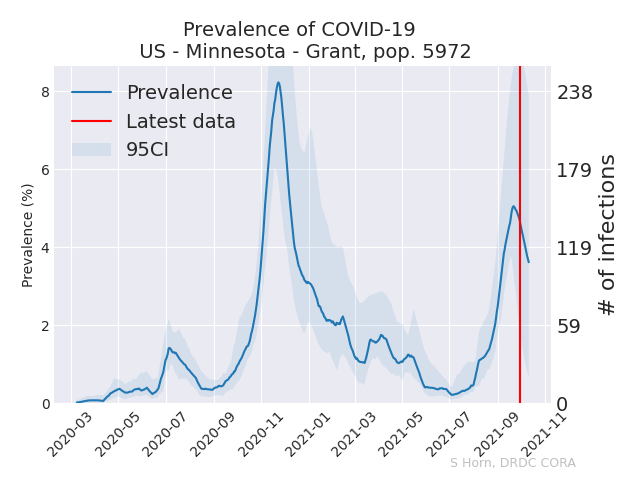 Prevalence of COVID-19
US - Minnesota - Grant, pop. 5972
Prevalence
Latest data
95CI
Prevalence (%)
8
6
4
2
0
238
179
119
59
0
# of infections
2020-03
2020-05
2020-07
2020-09
2020-11
2021-01
2021-03
2021-05
2021-07
2021-09
2021-11
S Horn, DRDC CORA